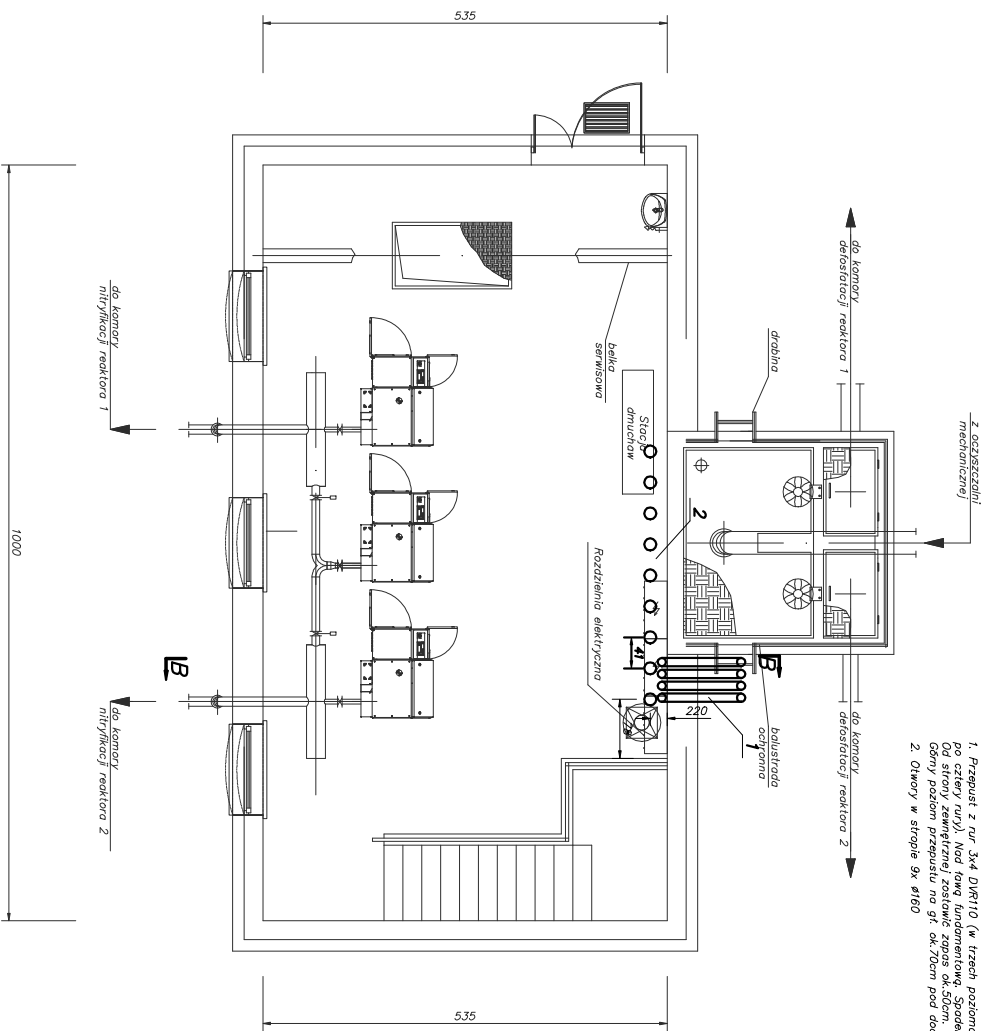 535
z oczyszczalni
mechanicznej
do komory
defosfatacji reaktora 1
drabina
belka
serwisowa
Stacja
dmuchaw
2
Rozdzielnia elektryczna
41
B
220
1
balustrada
ochronna
do komory
defosfatacji reaktora 2
1. Przepust z rur 3x4 DVR110 (w trzech
po cztery rury). Nad ławą fundamentową.
Od strony zewnętrznej zostawić zapas ok.50cm.
Górny poziom przepustu na gł. ok.70cm pod
2. Otwory w stropie 9x ø160
do komory
nitryfikacji reaktora 1
B
do komory
nitryfikacji reaktora 2
1000
535